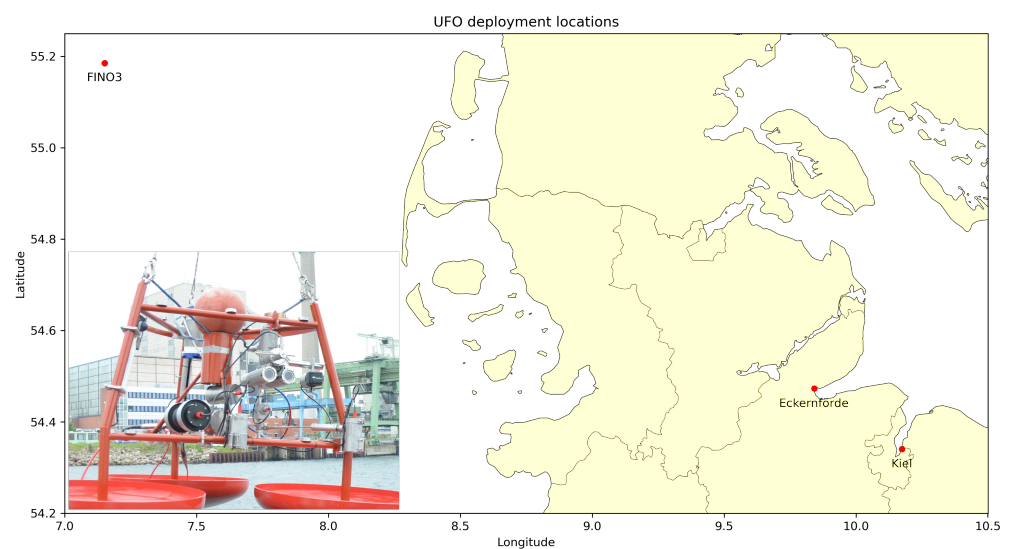 UFO deployment locations
55.2
FINO3
55.0
54.8
Latitude
54.6
Eckernförde
54.4
Kiel
54.2
7.0 7.5 8.0 8.5 9.0 9.5 10.0 10.5
Longitude